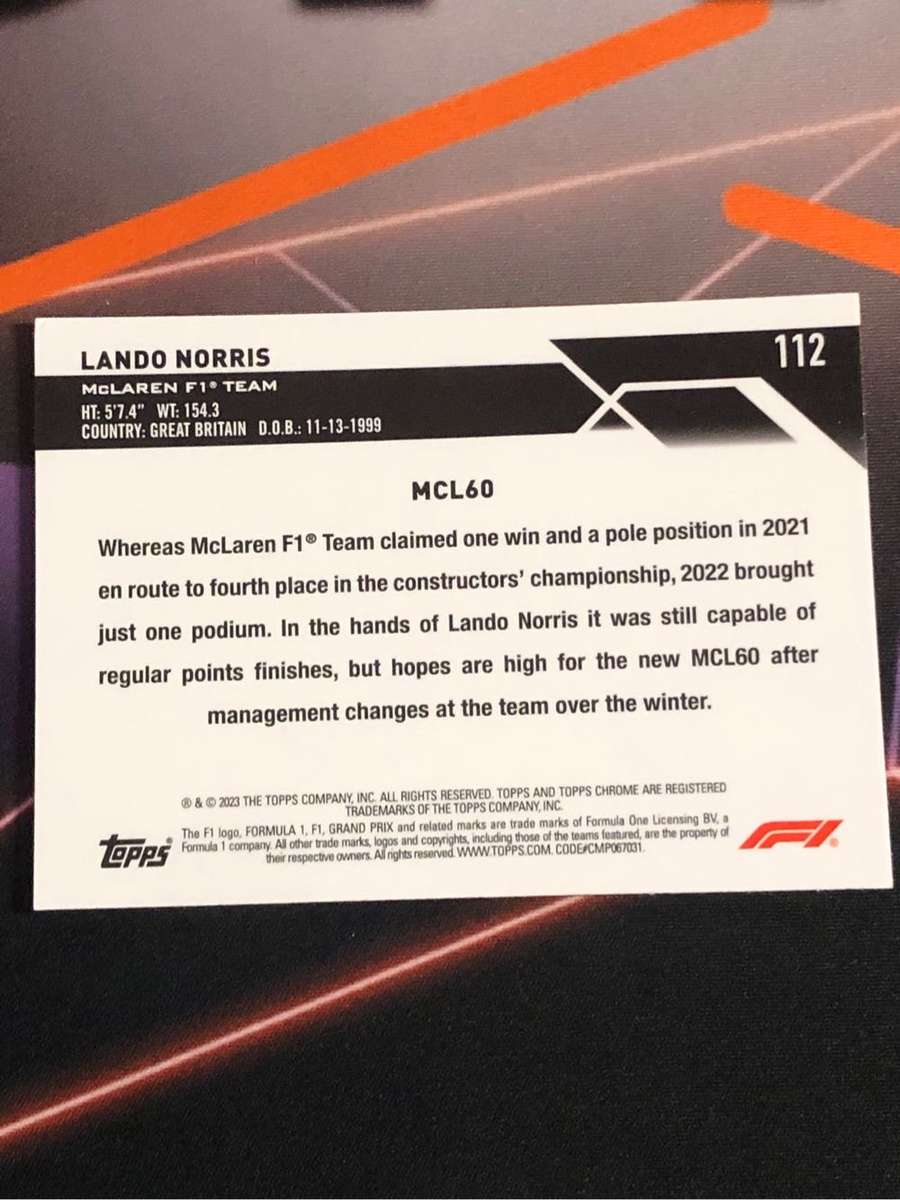 LANDO NORRIS
112
McLAREN F1® TEAM
HT: 5'7.4" WT: 154.3
COUNTRY: GREAT BRITAIN D.O.B.: 11-13-1999
MCL60
Whereas McLaren F1® Team claimed one win and a pole position in 2021
en route to fourth place in the constructors' championship, 2022 brought
just one podium. In the hands of Lando Norris it was still capable of
regular points finishes, but hopes are high for the new MCL60 after
management changes at the team over the winter.
® & © 2023 THE TOPPS COMPANY, INC. ALL RIGHTS RESERVED. TOPPS AND TOPPS CHROME ARE REGISTERED
TRADEMARKS OF THE TOPPS COMPANY, INC.
The F1 logo, FORMULA 1, F1, GRAND PRIX and related marks are trade marks of Formula One Licensing BV, a
Formula 1 company. All other trade marks, logos and copyrights, including those of the teams featured, are the property of
their respective owners. All rights reserved. WWW.TOPPS.COM. CODE#CMP067031.
topps®
F1®